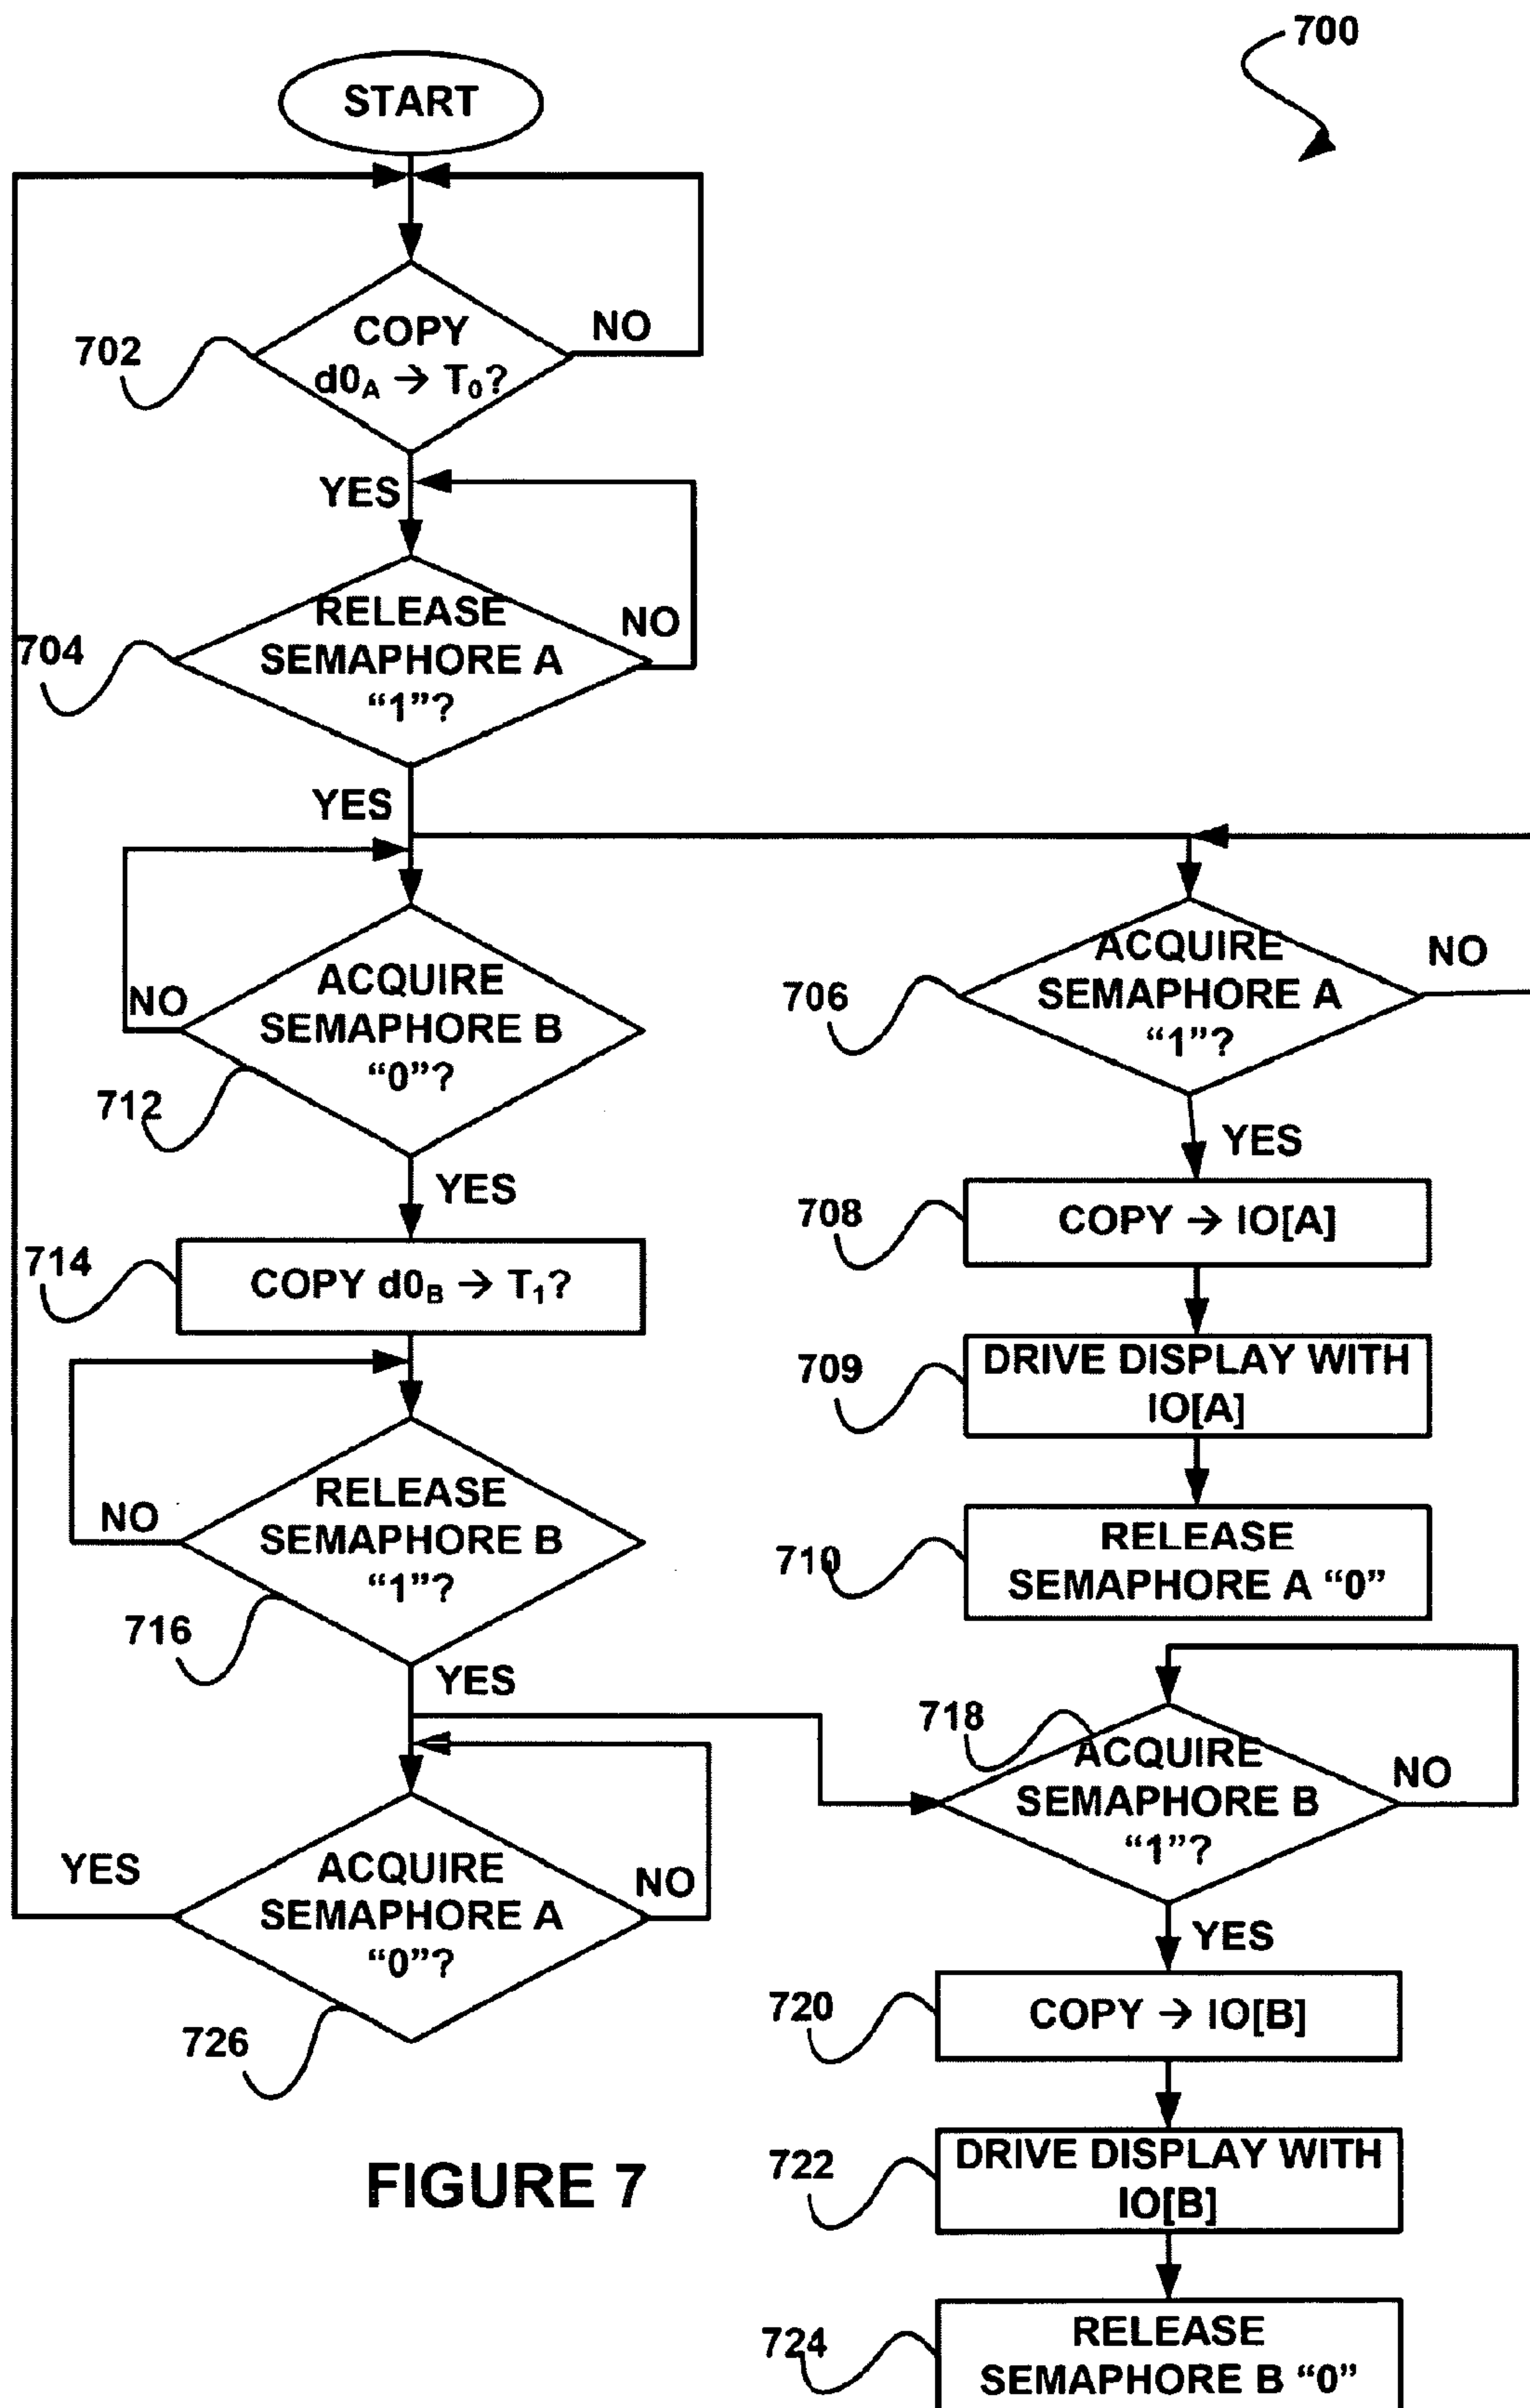 700
START
702
COPY
d0A → T0?
NO
YES
704
RELEASE
SEMAPHORE A
“1”?
NO
YES
712
ACQUIRE
SEMAPHORE B
“0”?
NO
YES
706
ACQUIRE
SEMAPHORE A
“1”?
NO
YES
708
COPY → IO[A]
709
DRIVE DISPLAY WITH
IO[A]
710
RELEASE
SEMAPHORE A “0”
714
COPY d0B → T1?
716
RELEASE
SEMAPHORE B
“1”?
NO
YES
718
ACQUIRE
SEMAPHORE B
“1”?
NO
YES
726
ACQUIRE
SEMAPHORE A
“0”?
YES
NO
720
COPY → IO[B]
722
DRIVE DISPLAY WITH
IO[B]
724
RELEASE
SEMAPHORE B “0”
FIGURE 7